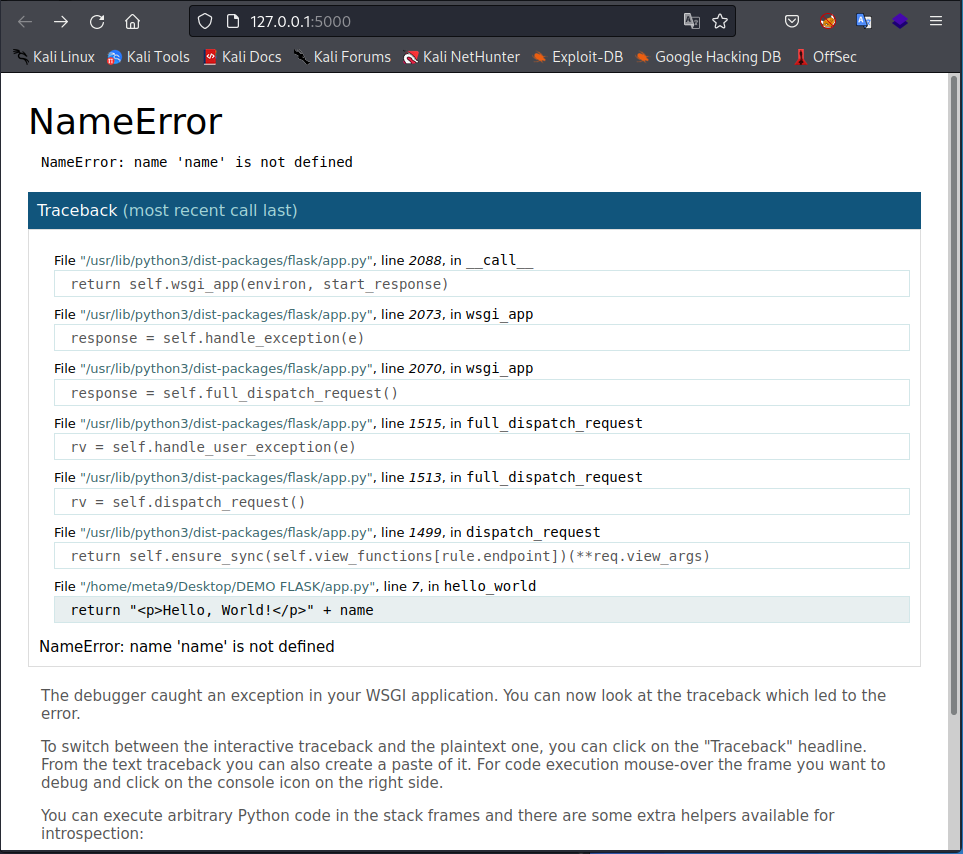 127.0.0.1:5000
Kali Linux Kali Tools Kali Docs Kali Forums Kali NetHunter Exploit-DB Google Hacking DB OffSec
NameError
NameError: name 'name' is not defined
Traceback (most recent call last)
File "/usr/lib/python3/dist-packages/flask/app.py", line 2088, in __call__
return self.wsgi_app(environ, start_response)
File "/usr/lib/python3/dist-packages/flask/app.py", line 2073, in wsgi_app
response = self.handle_exception(e)
File "/usr/lib/python3/dist-packages/flask/app.py", line 2070, in wsgi_app
response = self.full_dispatch_request()
File "/usr/lib/python3/dist-packages/flask/app.py", line 1515, in full_dispatch_request
rv = self.handle_user_exception(e)
File "/usr/lib/python3/dist-packages/flask/app.py", line 1513, in full_dispatch_request
rv = self.dispatch_request()
File "/usr/lib/python3/dist-packages/flask/app.py", line 1499, in dispatch_request
return self.ensure_sync(self.view_functions[rule.endpoint])(**req.view_args)
File "/home/meta9/Desktop/DEMO FLASK/app.py", line 7, in hello_world
return "<p>Hello, World!</p>" + name
NameError: name 'name' is not defined
The debugger caught an exception in your WSGI application. You can now look at the traceback which led to the
error.
To switch between the interactive traceback and the plaintext one, you can click on the "Traceback" headline.
From the text traceback you can also create a paste of it. For code execution mouse-over the frame you want to
debug and click on the console icon on the right side.
You can execute arbitrary Python code in the stack frames and there are some extra helpers available for
introspection: